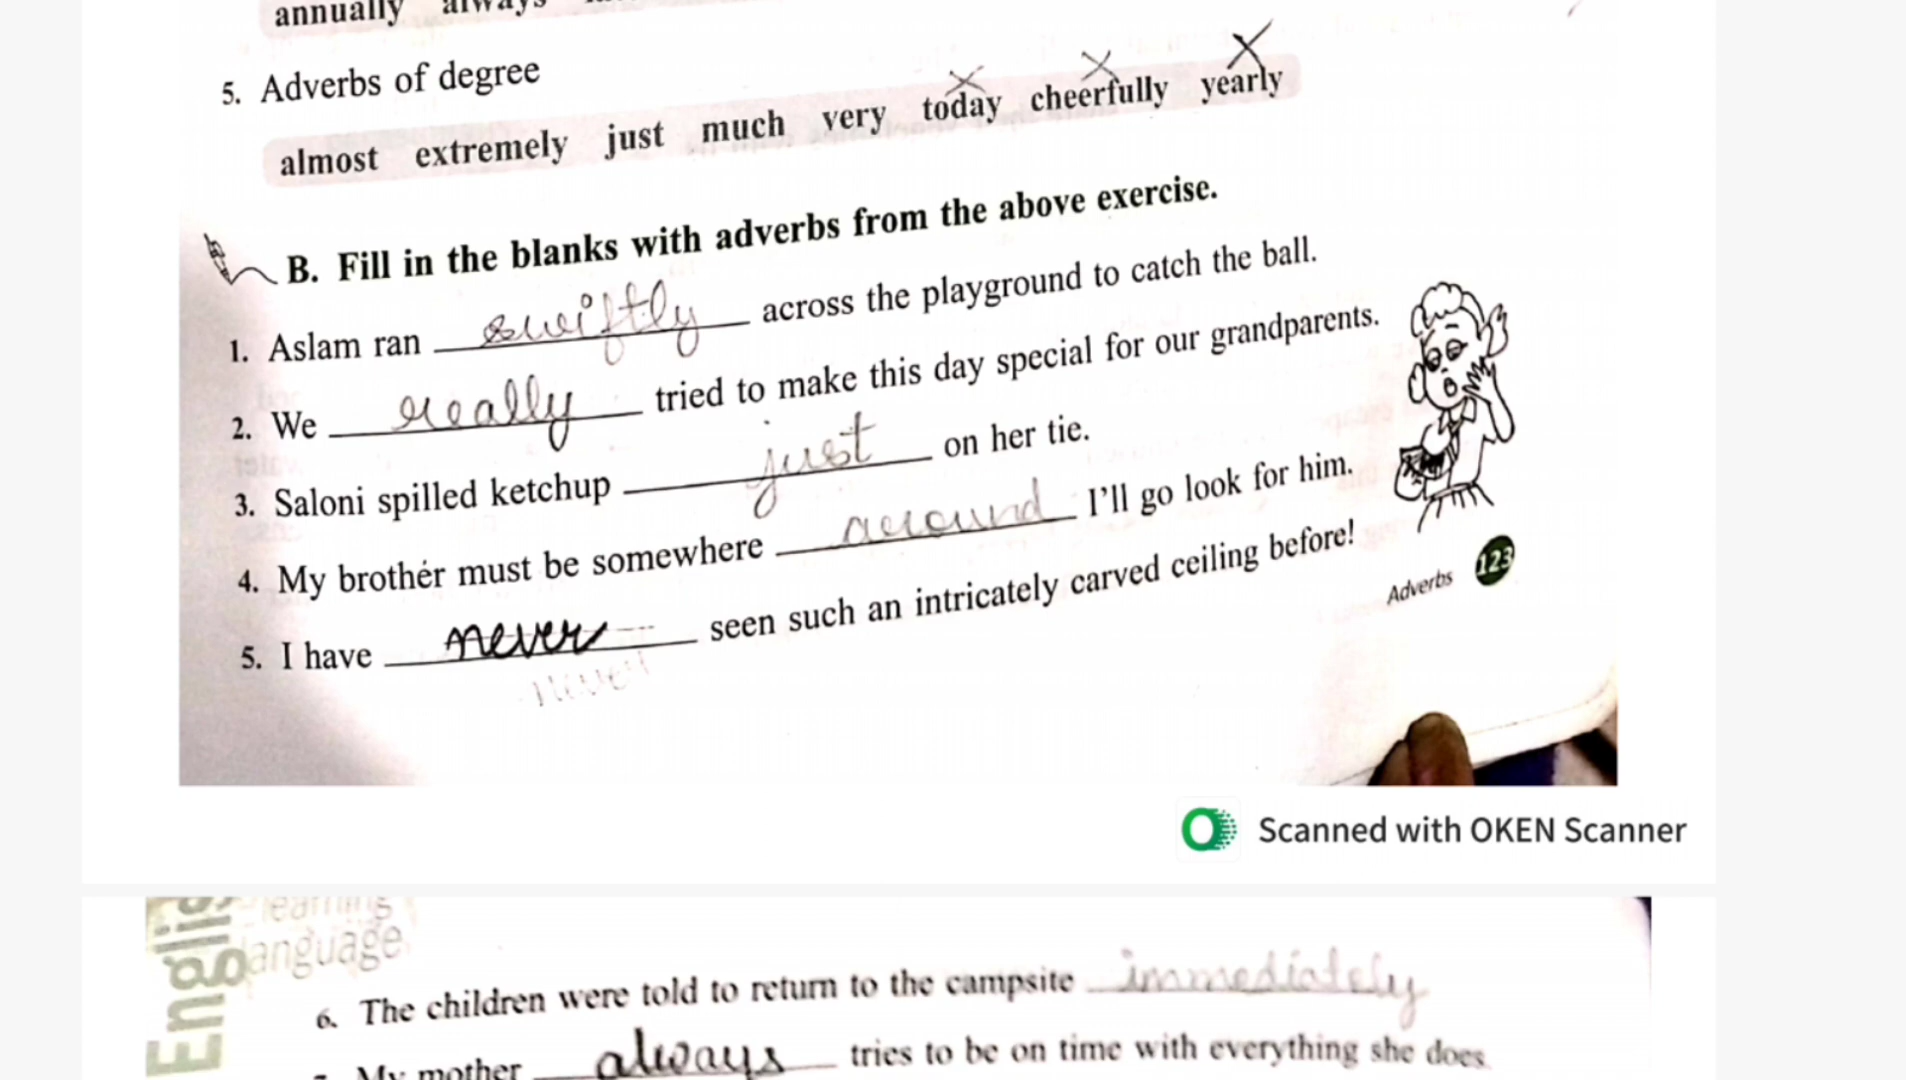 annually always
5. Adverbs of degree
almost extremely just much very today cheerfully yearly
B. Fill in the blanks with adverbs from the above exercise.
1. Aslam ran swiftly across the playground to catch the ball.
2. We really tried to make this day special for our grandparents.
3. Saloni spilled ketchup just on her tie.
4. My brother must be somewhere around I'll go look for him.
5. I have never seen such an intricately carved ceiling before!
never
Adverbs 123
Scanned with OKEN Scanner
learning
language
English
6. The children were told to return to the campsite immediately
My mother always tries to be on time with everything she does